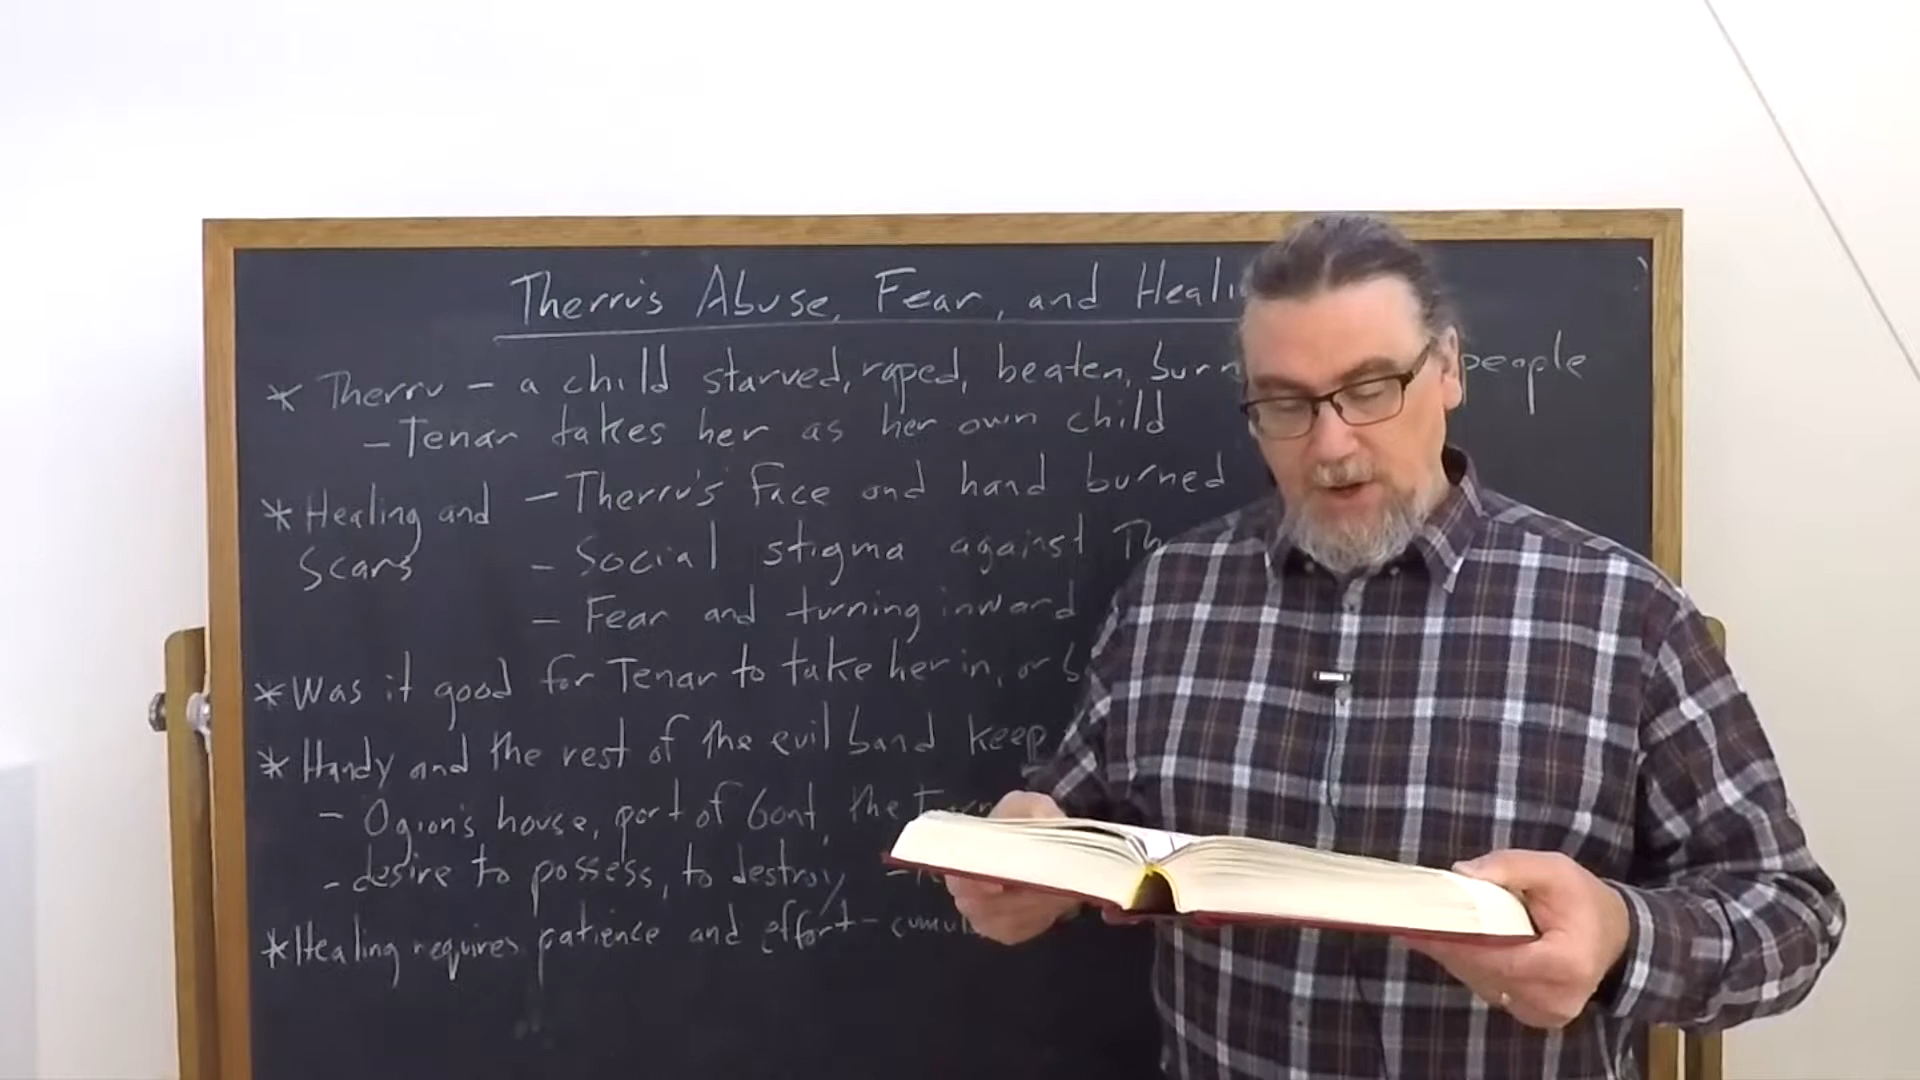 Therru's Abuse, Fear, and Heali
* Therru – a child starved, raped, beaten, burn people
– Tenar takes her as her own child
* Healing and Scars – Therru's face and hand burned
– Social stigma against Th
– Fear and turning inward
* Was it good for Tenar to take her in, or b
* Handy and the rest of the evil band keep
– Ogion's house, port of Gont, the Farm
– desire to possess, to destroy
* Healing requires patience and effort – cumul